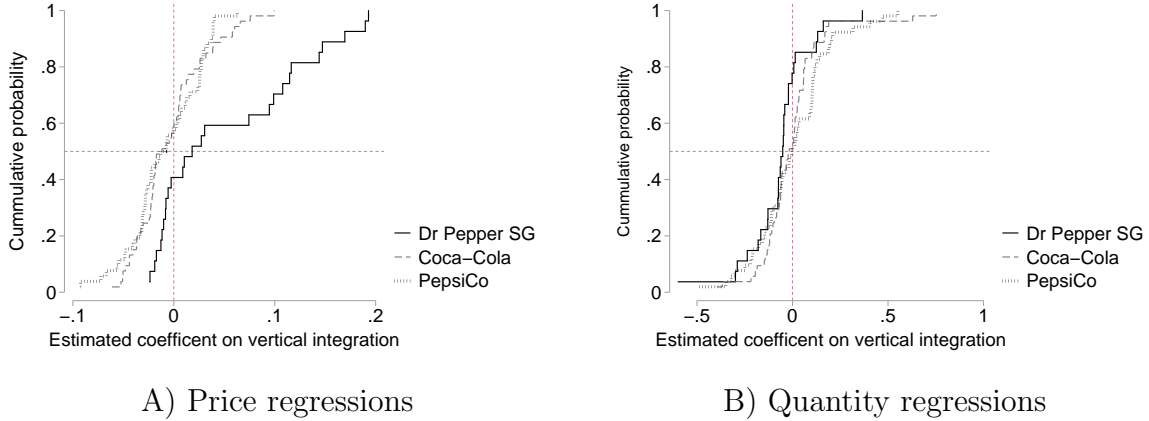 Cummulative probability
1
.8
.6
.4
.2
0
−.1
0
.1
.2
Estimated coefficent on vertical integration
Dr Pepper SG
Coca−Cola
PepsiCo
A) Price regressions
Cummulative probability
1
.8
.6
.4
.2
0
−.5
0
.5
1
Estimated coefficent on vertical integration
Dr Pepper SG
Coca−Cola
PepsiCo
B) Quantity regressions